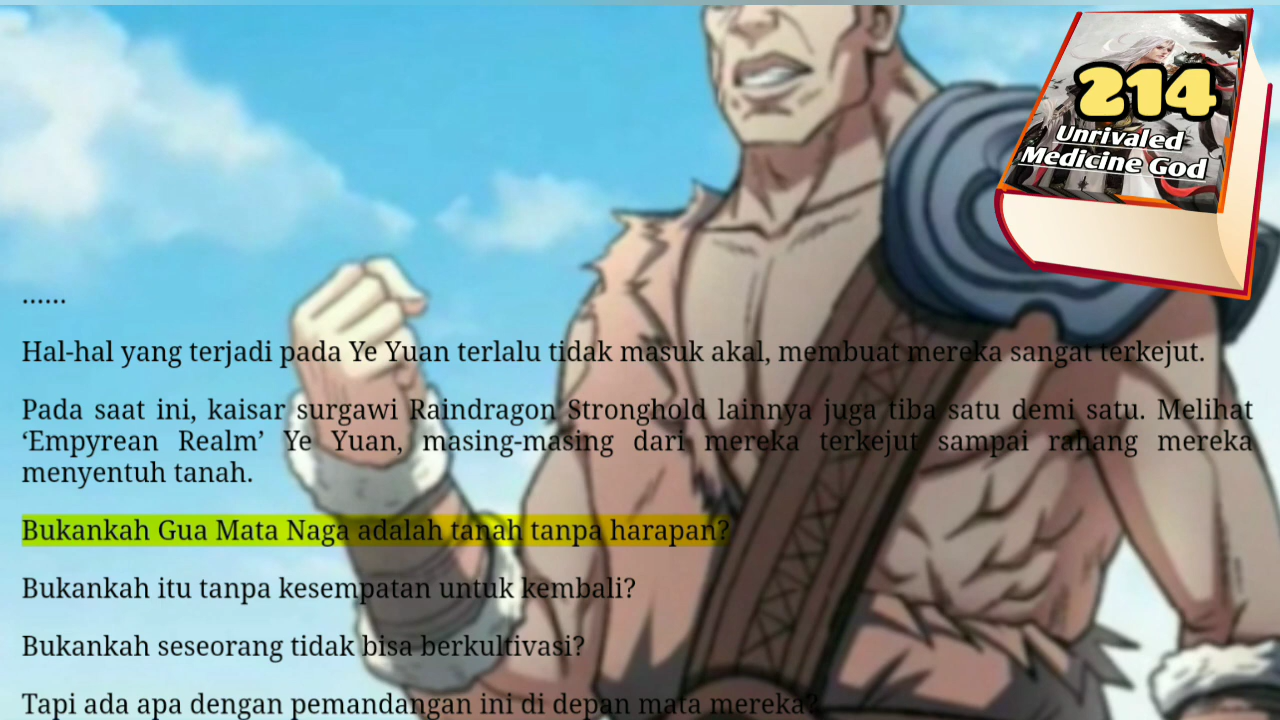 214
Unrivaled
Medicine God
......
Hal-hal yang terjadi pada Ye Yuan terlalu tidak masuk akal, membuat mereka sangat terkejut.
Pada saat ini, kaisar surgawi Raindragon Stronghold lainnya juga tiba satu demi satu. Melihat
‘Empyrean Realm’ Ye Yuan, masing-masing dari mereka terkejut sampai rahang mereka
menyentuh tanah.
Bukankah Gua Mata Naga adalah tanah tanpa harapan?
Bukankah itu tanpa kesempatan untuk kembali?
Bukankah seseorang tidak bisa berkultivasi?
Tapi ada apa dengan pemandangan ini di depan mata mereka?